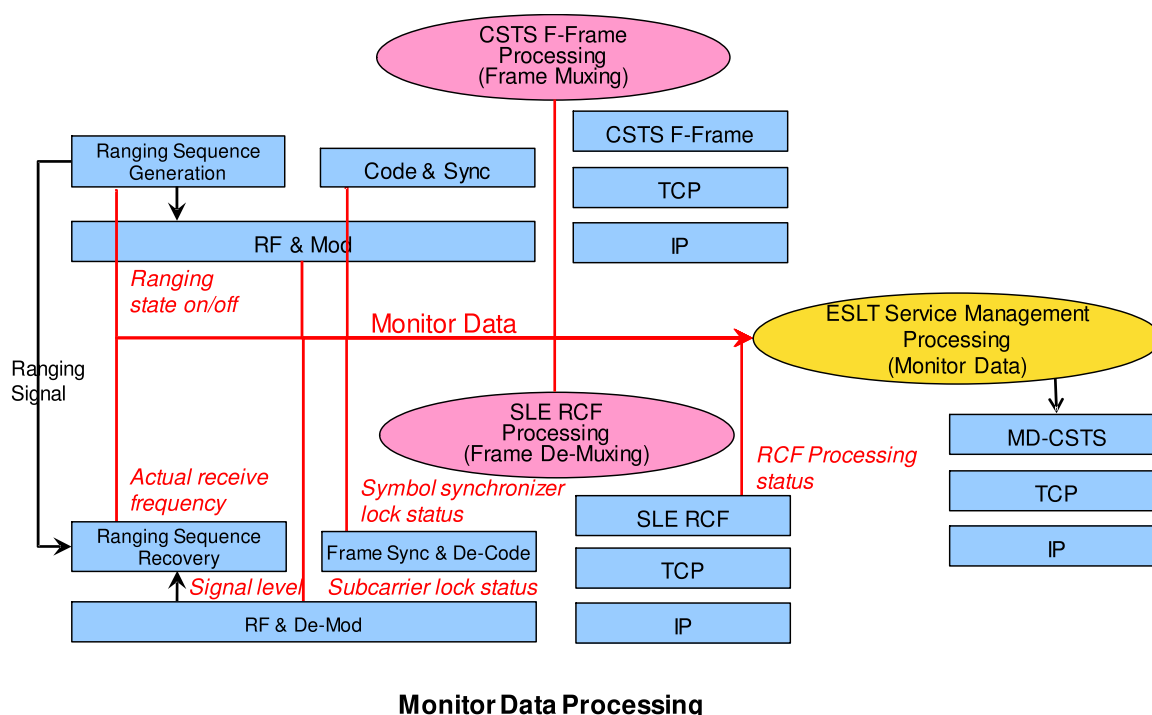 CSTS F-Frame
Processing
(Frame Muxing)
CSTS F-Frame
TCP
IP
Ranging Sequence
Generation
Code & Sync
RF & Mod
Ranging
state on/off
Monitor Data
ESLT Service Management
Processing
(Monitor Data)
Ranging
Signal
SLE RCF
Processing
(Frame De-Muxing)
MD-CSTS
TCP
IP
RCF Processing
status
Actual receive
frequency
Symbol synchronizer
lock status
SLE RCF
TCP
IP
Ranging Sequence
Recovery
Frame Sync & De-Code
Signal level
Subcarrier lock status
RF & De-Mod
Monitor Data Processing